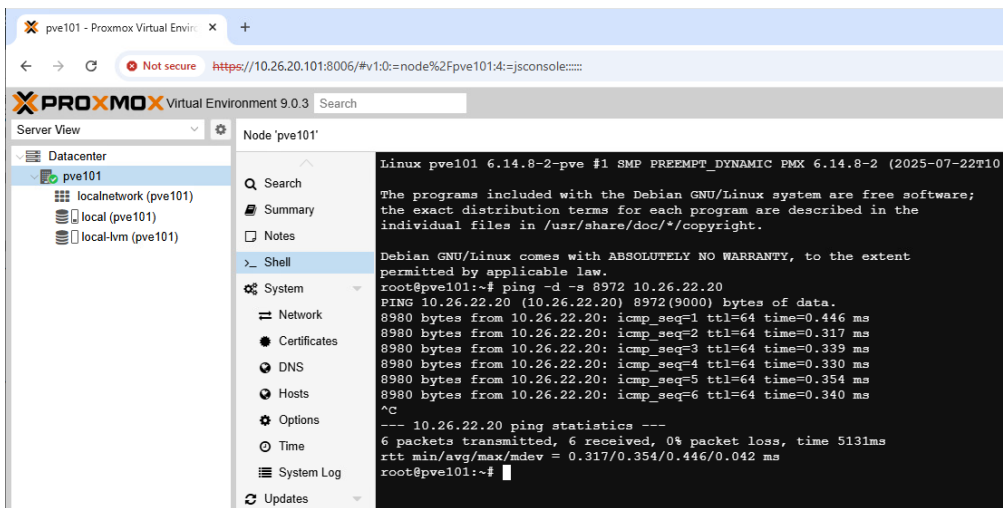 pve101 - Proxmox Virtual Enviro
Not secure https://10.26.20.101:8006/#v1:0:=node%2Fpve101:4:=jsconsole::::::
PROXMOX Virtual Environment 9.0.3 Search
Server View
Datacenter
pve101
localnetwork (pve101)
local (pve101)
local-lvm (pve101)
Node 'pve101'
Search
Summary
Notes
Shell
System
Network
Certificates
DNS
Hosts
Options
Time
System Log
Updates
Linux pve101 6.14.8-2-pve #1 SMP PREEMPT_DYNAMIC PMX 6.14.8-2 (2025-07-22T10
The programs included with the Debian GNU/Linux system are free software;
the exact distribution terms for each program are described in the
individual files in /usr/share/doc/*/copyright.
Debian GNU/Linux comes with ABSOLUTELY NO WARRANTY, to the extent
permitted by applicable law.
root@pve101:~# ping -d -s 8972 10.26.22.20
PING 10.26.22.20 (10.26.22.20) 8972(9000) bytes of data.
8980 bytes from 10.26.22.20: icmp_seq=1 ttl=64 time=0.446 ms
8980 bytes from 10.26.22.20: icmp_seq=2 ttl=64 time=0.317 ms
8980 bytes from 10.26.22.20: icmp_seq=3 ttl=64 time=0.339 ms
8980 bytes from 10.26.22.20: icmp_seq=4 ttl=64 time=0.330 ms
8980 bytes from 10.26.22.20: icmp_seq=5 ttl=64 time=0.354 ms
8980 bytes from 10.26.22.20: icmp_seq=6 ttl=64 time=0.340 ms
^C
--- 10.26.22.20 ping statistics ---
6 packets transmitted, 6 received, 0% packet loss, time 5131ms
rtt min/avg/max/mdev = 0.317/0.354/0.446/0.042 ms
root@pve101:~#